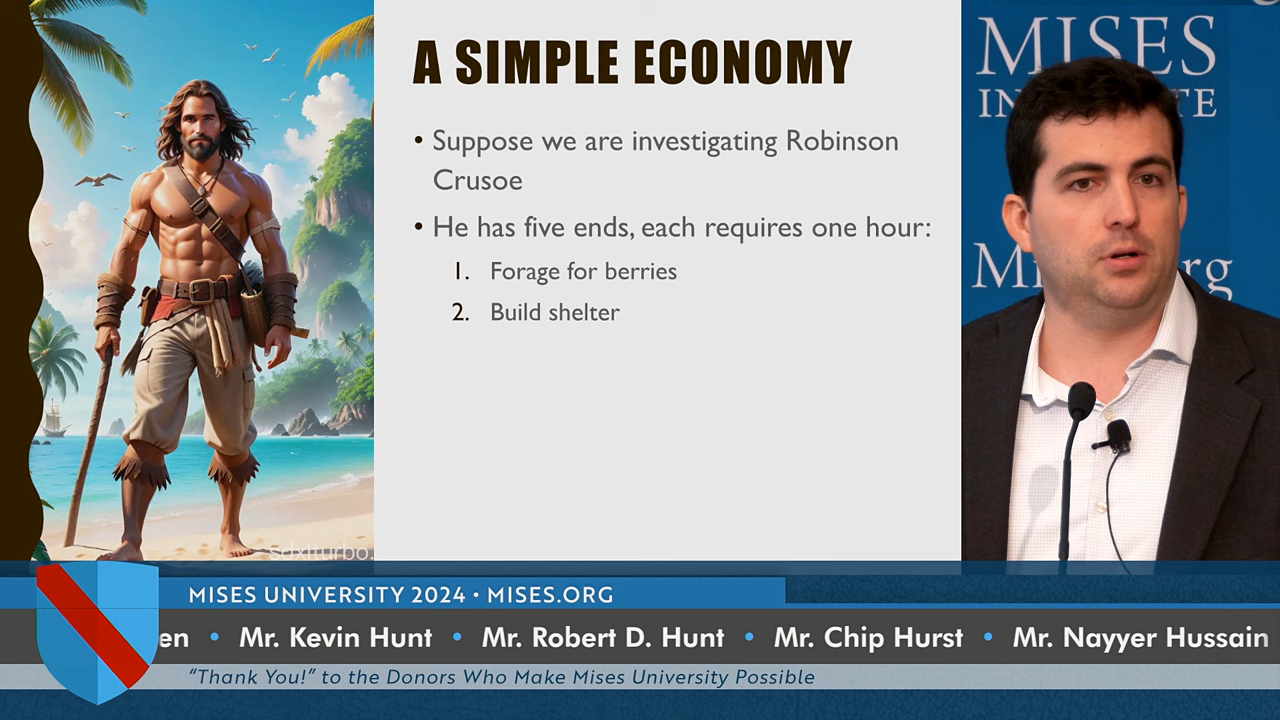 A SIMPLE ECONOMY
• Suppose we are investigating Robinson
Crusoe
• He has five ends, each requires one hour:
1. Forage for berries
2. Build shelter
sdxlturbo.
MISES
MISES UNIVERSITY 2024 • MISES.ORG
en • Mr. Kevin Hunt • Mr. Robert D. Hunt • Mr. Chip Hurst • Mr. Nayyer Hussain
“Thank You!” to the Donors Who Make Mises University Possible